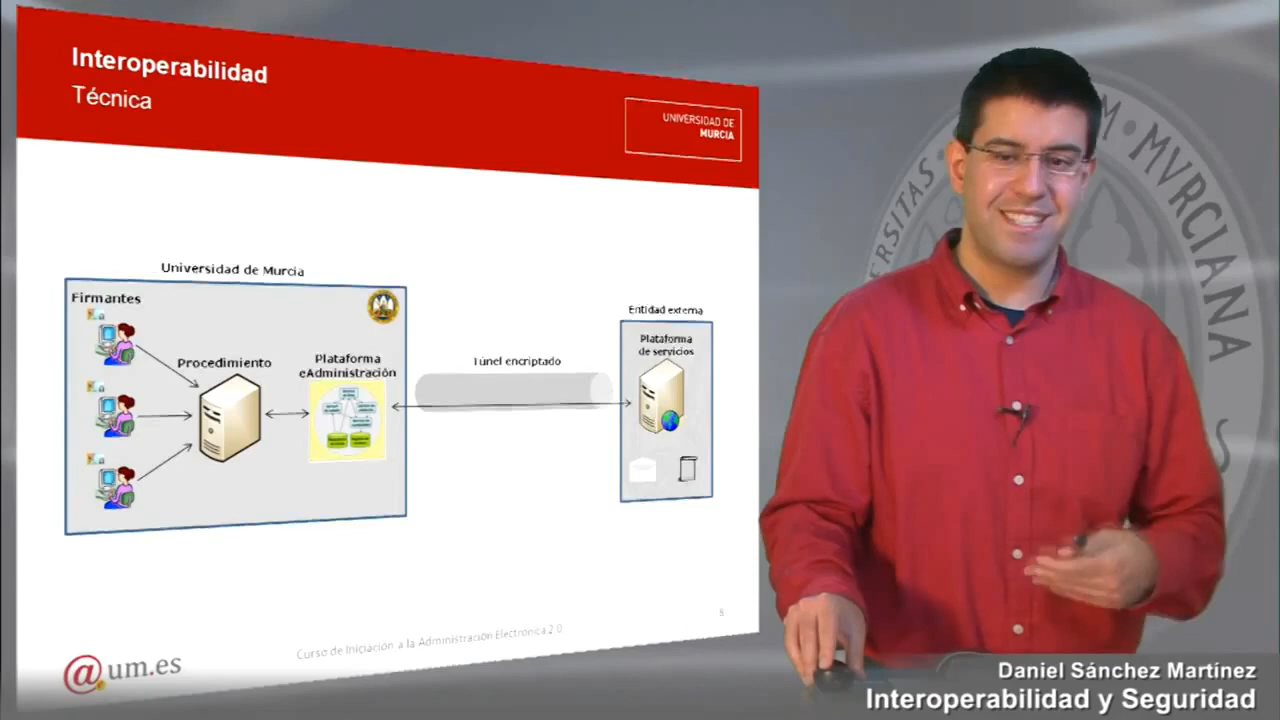 Interoperabilidad
Técnica
UNIVERSIDAD DE
MURCIA
Universidad de Murcia
Firmantes
Procedimiento
Plataforma
eAdministración
Túnel encriptado
Entidad externa
Plataforma
de servicios
Curso de Iniciación a la Administración Electrónica 2.0
@um.es
MVRCIANA
Daniel Sánchez Martínez
Interoperabilidad y Seguridad